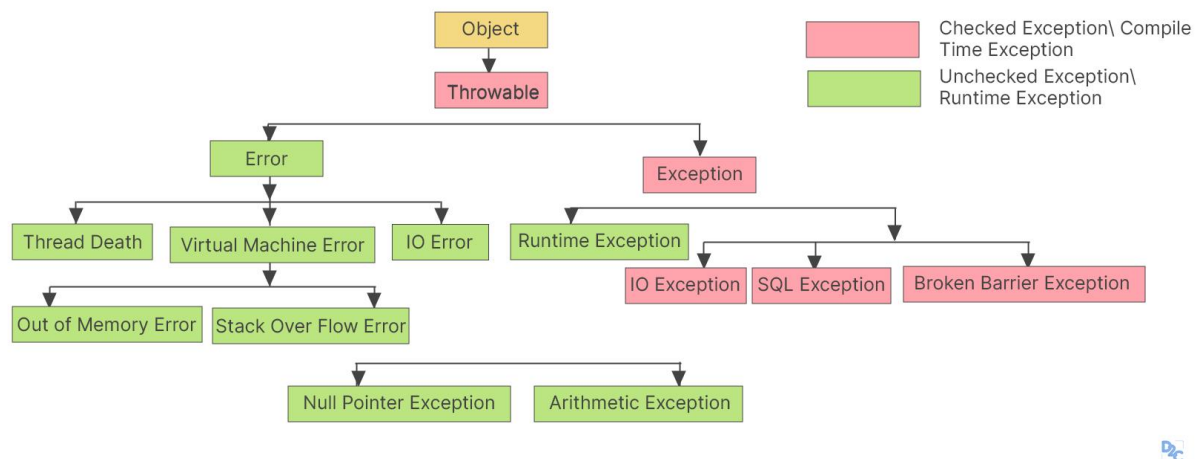 Object
Checked Exception\ Compile
Time Exception
Throwable
Unchecked Exception\
Runtime Exception
Error
Exception
Thread Death
Virtual Machine Error
IO Error
Runtime Exception
IO Exception
SQL Exception
Broken Barrier Exception
Out of Memory Error
Stack Over Flow Error
Null Pointer Exception
Arithmetic Exception
D2C